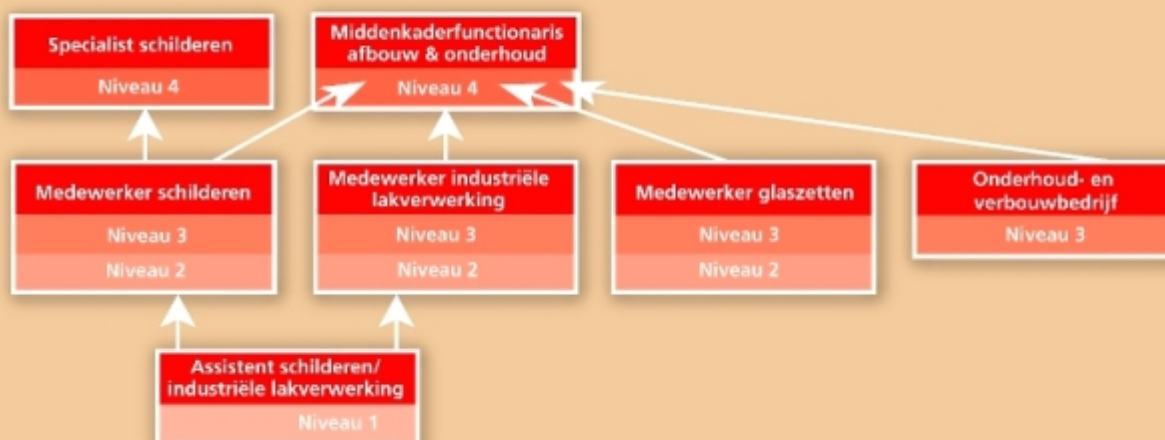 Specialist schilderen
Niveau 4
Middenkaderfunctionaris
afbouw & onderhoud
Niveau 4
Medewerker schilderen
Niveau 3
Niveau 2
Medewerker industriële
lakverwerking
Niveau 3
Niveau 2
Medewerker glaszetten
Niveau 3
Niveau 2
Onderhoud- en
verbouwbedrijf
Niveau 3
Assistent schilderen/
industriële lakverwerking
Niveau 1